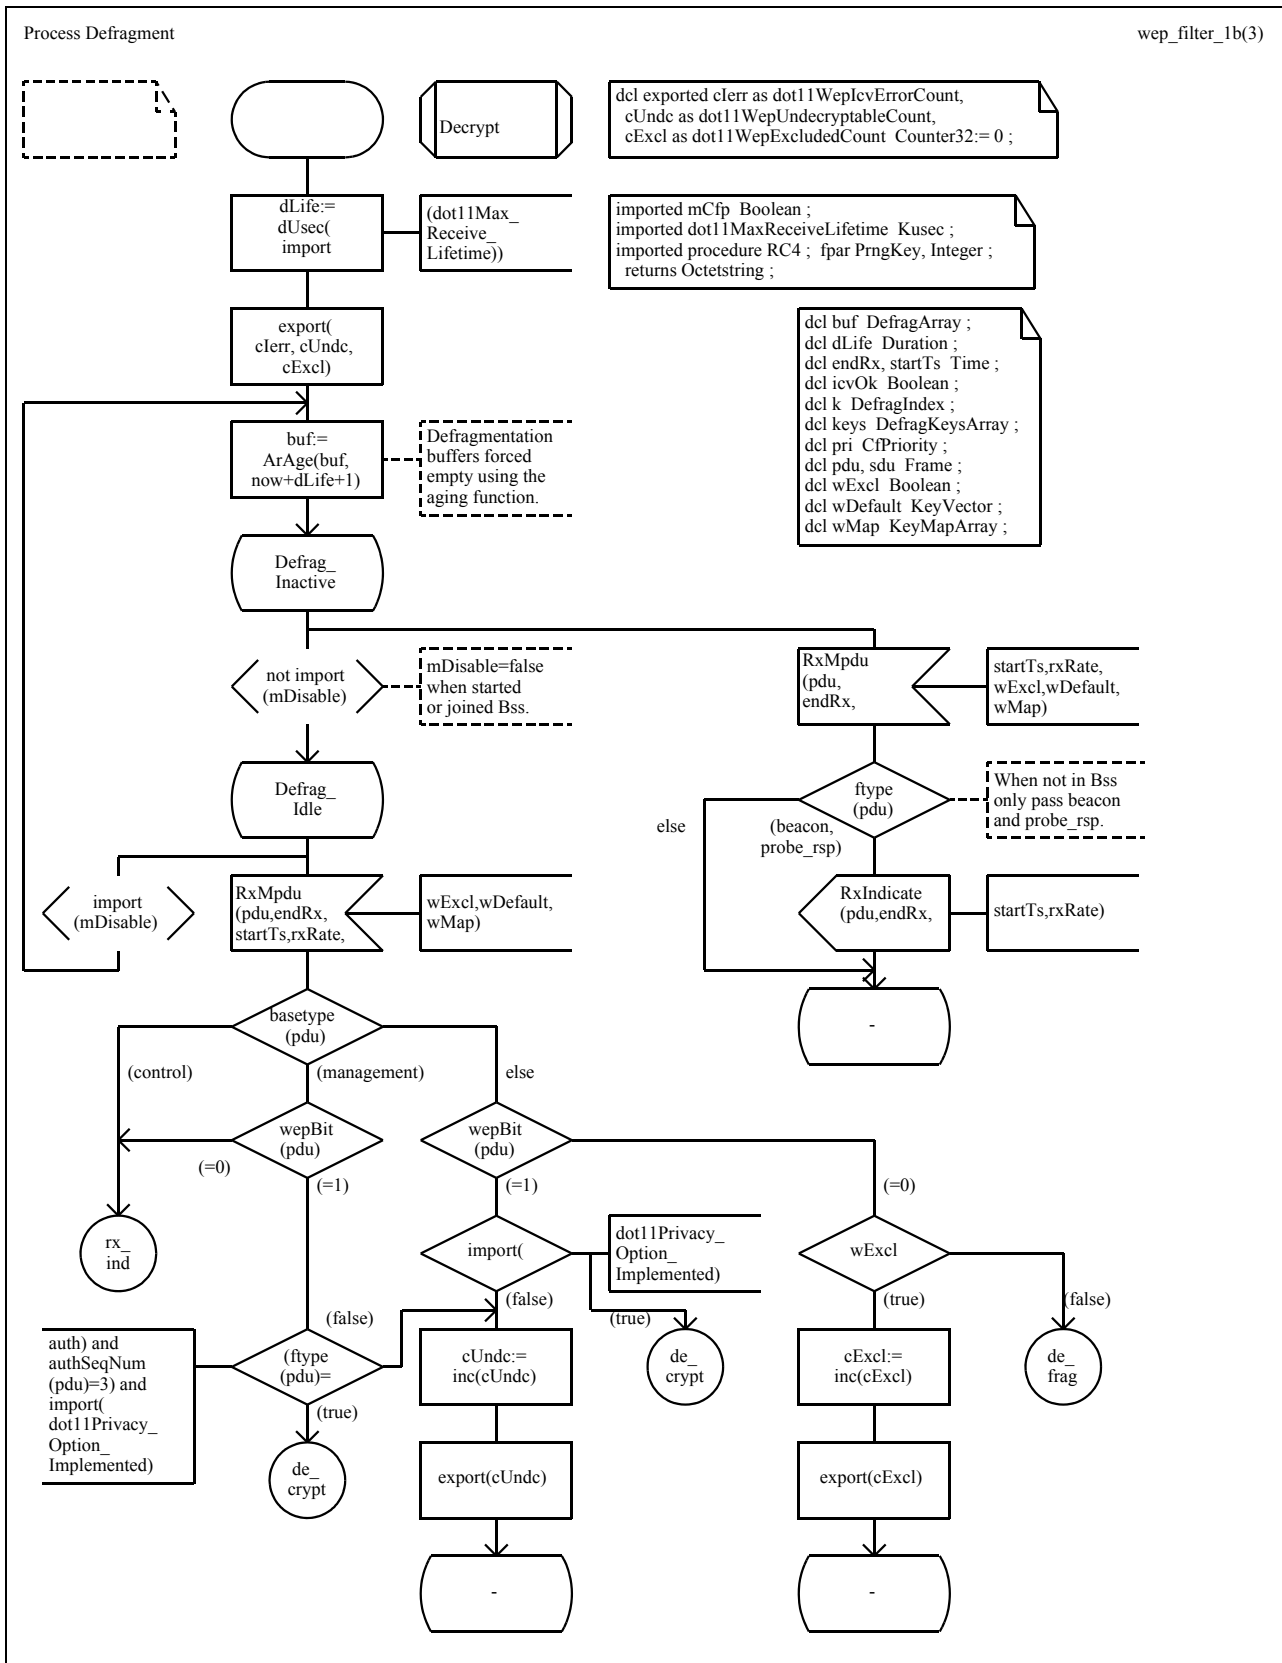 Process Defragment
wep_filter_1b(3)
Decrypt
dcl exported cIerr as dot11WepIcvErrorCount,
cUndc as dot11WepUndecryptableCount,
cExcl as dot11WepExcludedCount Counter32:= 0 ;
dLife:=
dUsec(
import
(dot11Max_
Receive_
Lifetime))
imported mCfp Boolean ;
imported dot11MaxReceiveLifetime Kusec ;
imported procedure RC4 ; fpar PrngKey, Integer ;
returns Octetstring ;
export(
cIerr, cUndc,
cExcl)
dcl buf DefragArray ;
dcl dLife Duration ;
dcl endRx, startTs Time ;
dcl icvOk Boolean ;
dcl k DefragIndex ;
dcl keys DefragKeysArray ;
dcl pri CfPriority ;
dcl pdu, sdu Frame ;
dcl wExcl Boolean ;
dcl wDefault KeyVector ;
dcl wMap KeyMapArray ;
buf:=
ArAge(buf,
now+dLife+1)
Defragmentation
buffers forced
empty using the
aging function.
Defrag_
Inactive
not import
(mDisable)
mDisable=false
when started
or joined Bss.
RxMpdu
(pdu,
endRx,
startTs,rxRate,
wExcl,wDefault,
wMap)
Defrag_
Idle
ftype
(pdu)
When not in Bss
only pass beacon
and probe_rsp.
else
(beacon,
probe_rsp)
import
(mDisable)
RxMpdu
(pdu,endRx,
startTs,rxRate,
wExcl,wDefault,
wMap)
RxIndicate
(pdu,endRx,
startTs,rxRate)
-
basetype
(pdu)
(control)
(management)
else
wepBit
(pdu)
wepBit
(pdu)
(=0)
(=1)
(=1)
(=0)
rx_
ind
import(
dot11Privacy_
Option_
Implemented)
wExcl
(false)
(false)
(true)
(true)
(false)
auth) and
authSeqNum
(pdu)=3) and
import(
dot11Privacy_
Option_
Implemented)
(ftype
(pdu)=
(true)
cUndc:=
inc(cUndc)
de_
crypt
cExcl:=
inc(cExcl)
de_
frag
de_
crypt
export(cUndc)
export(cExcl)
-
-